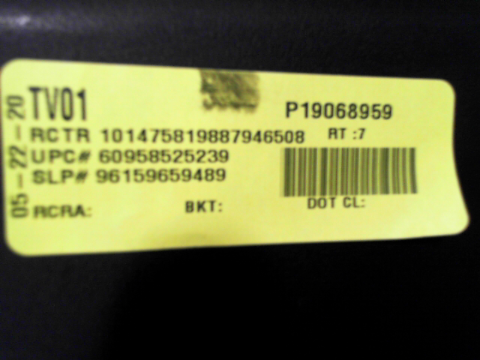 05-22-20
TV01
P19068959
RCTR 101475819887946508 RT :7
UPC# 60958525239
SLP# 96159659489
RCRA: BKT: DOT CL: